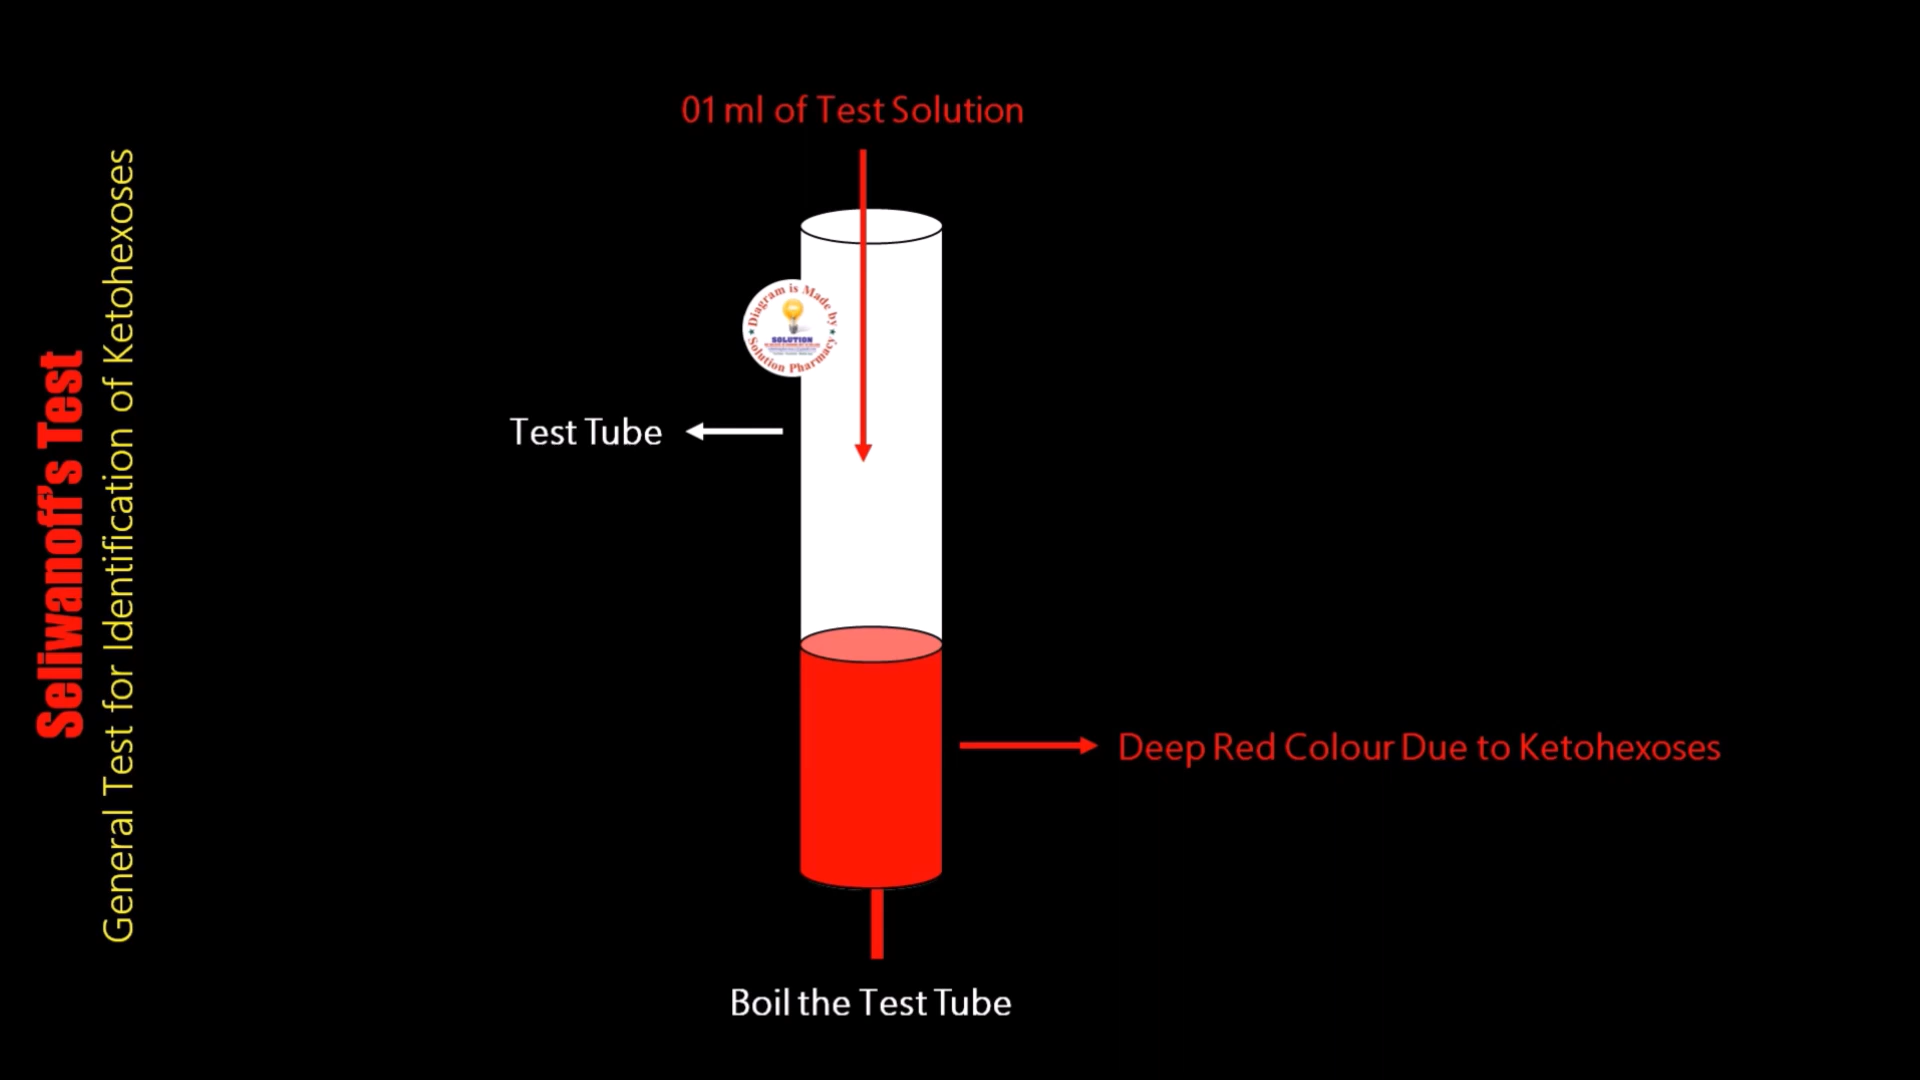 Seliwanoff's Test
General Test for Identification of Ketohexoses
01 ml of Test Solution
Diagram is Made by
SOLUTION
Solution Pharmacy
Test Tube
Deep Red Colour Due to Ketohexoses
Boil the Test Tube